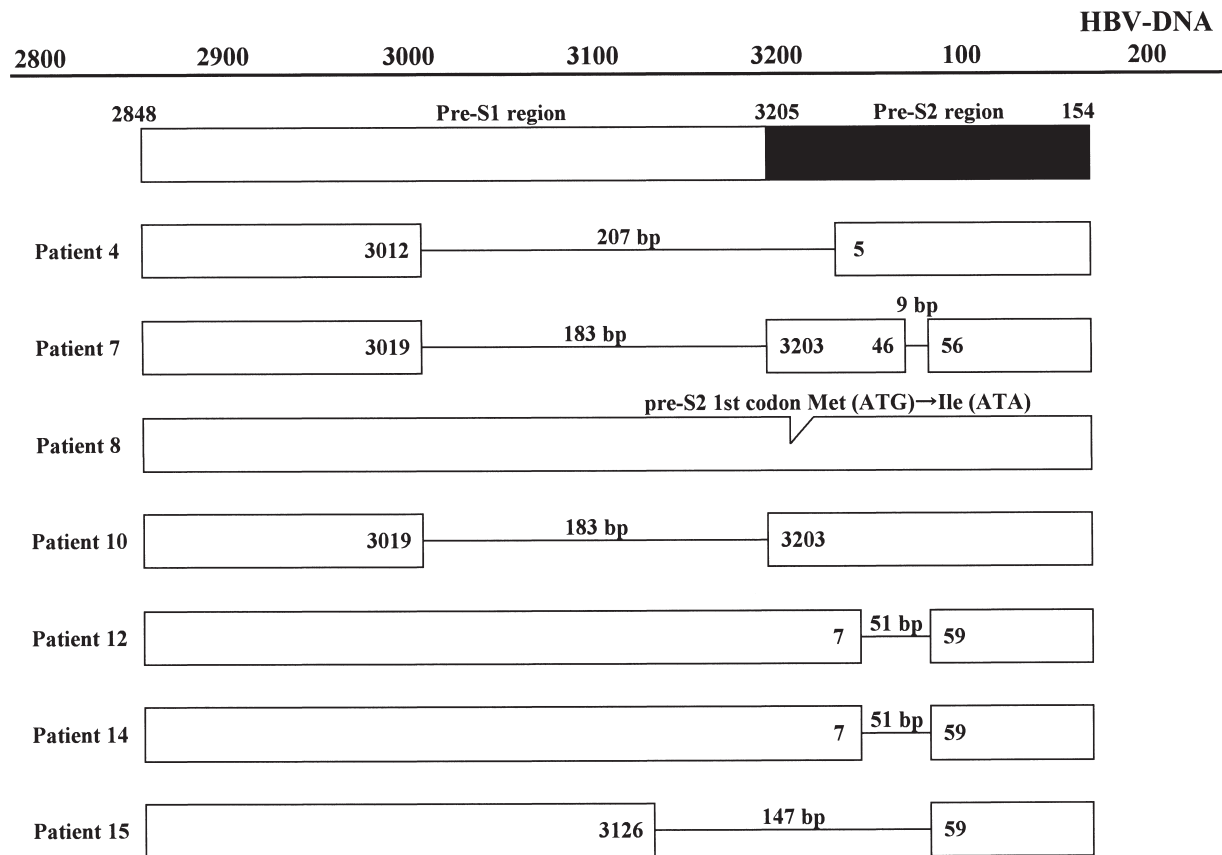 HBV-DNA
2800 2900 3000 3100 3200 100 200
2848 Pre-S1 region 3205 Pre-S2 region 154
Patient 4 3012 207 bp 5
9 bp
Patient 7 3019 183 bp 3203 46 56
pre-S2 1st codon Met (ATG)→Ile (ATA)
Patient 8
Patient 10 3019 183 bp 3203
Patient 12 7 51 bp 59
Patient 14 7 51 bp 59
Patient 15 3126 147 bp 59